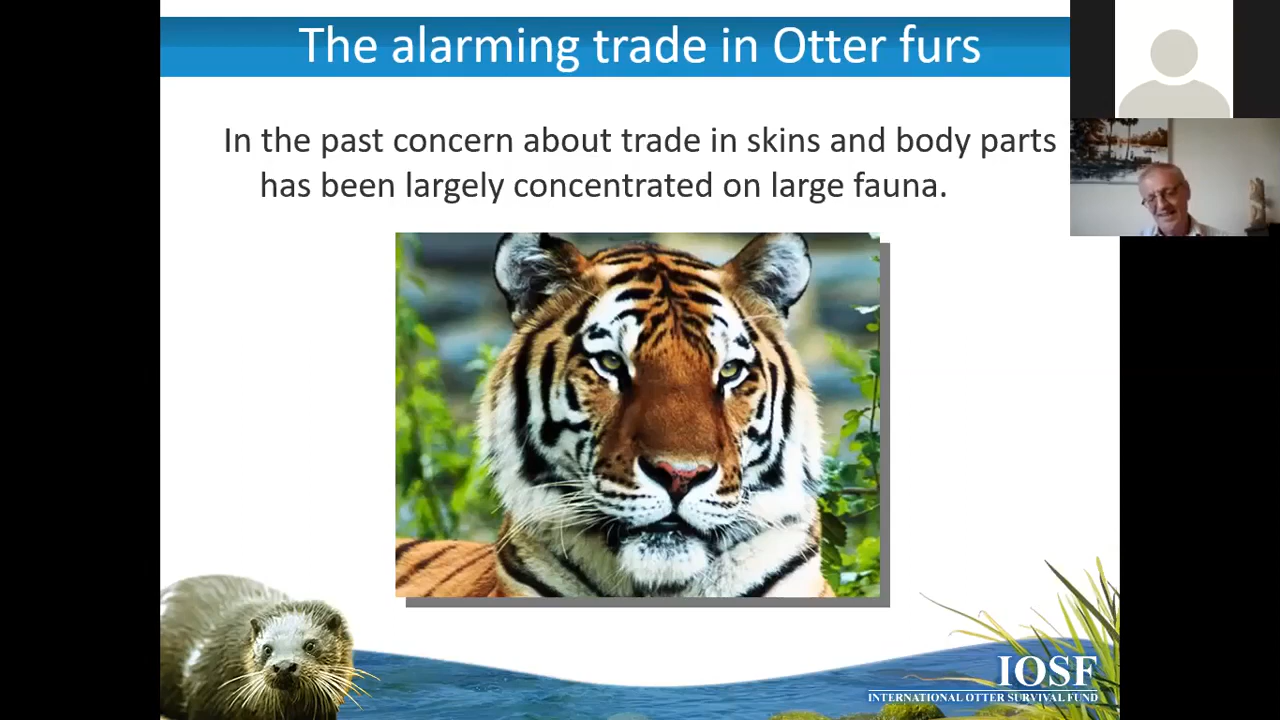 The alarming trade in Otter furs
In the past concern about trade in skins and body parts
has been largely concentrated on large fauna.
IOSF
INTERNATIONAL OTTER SURVIVAL FUND